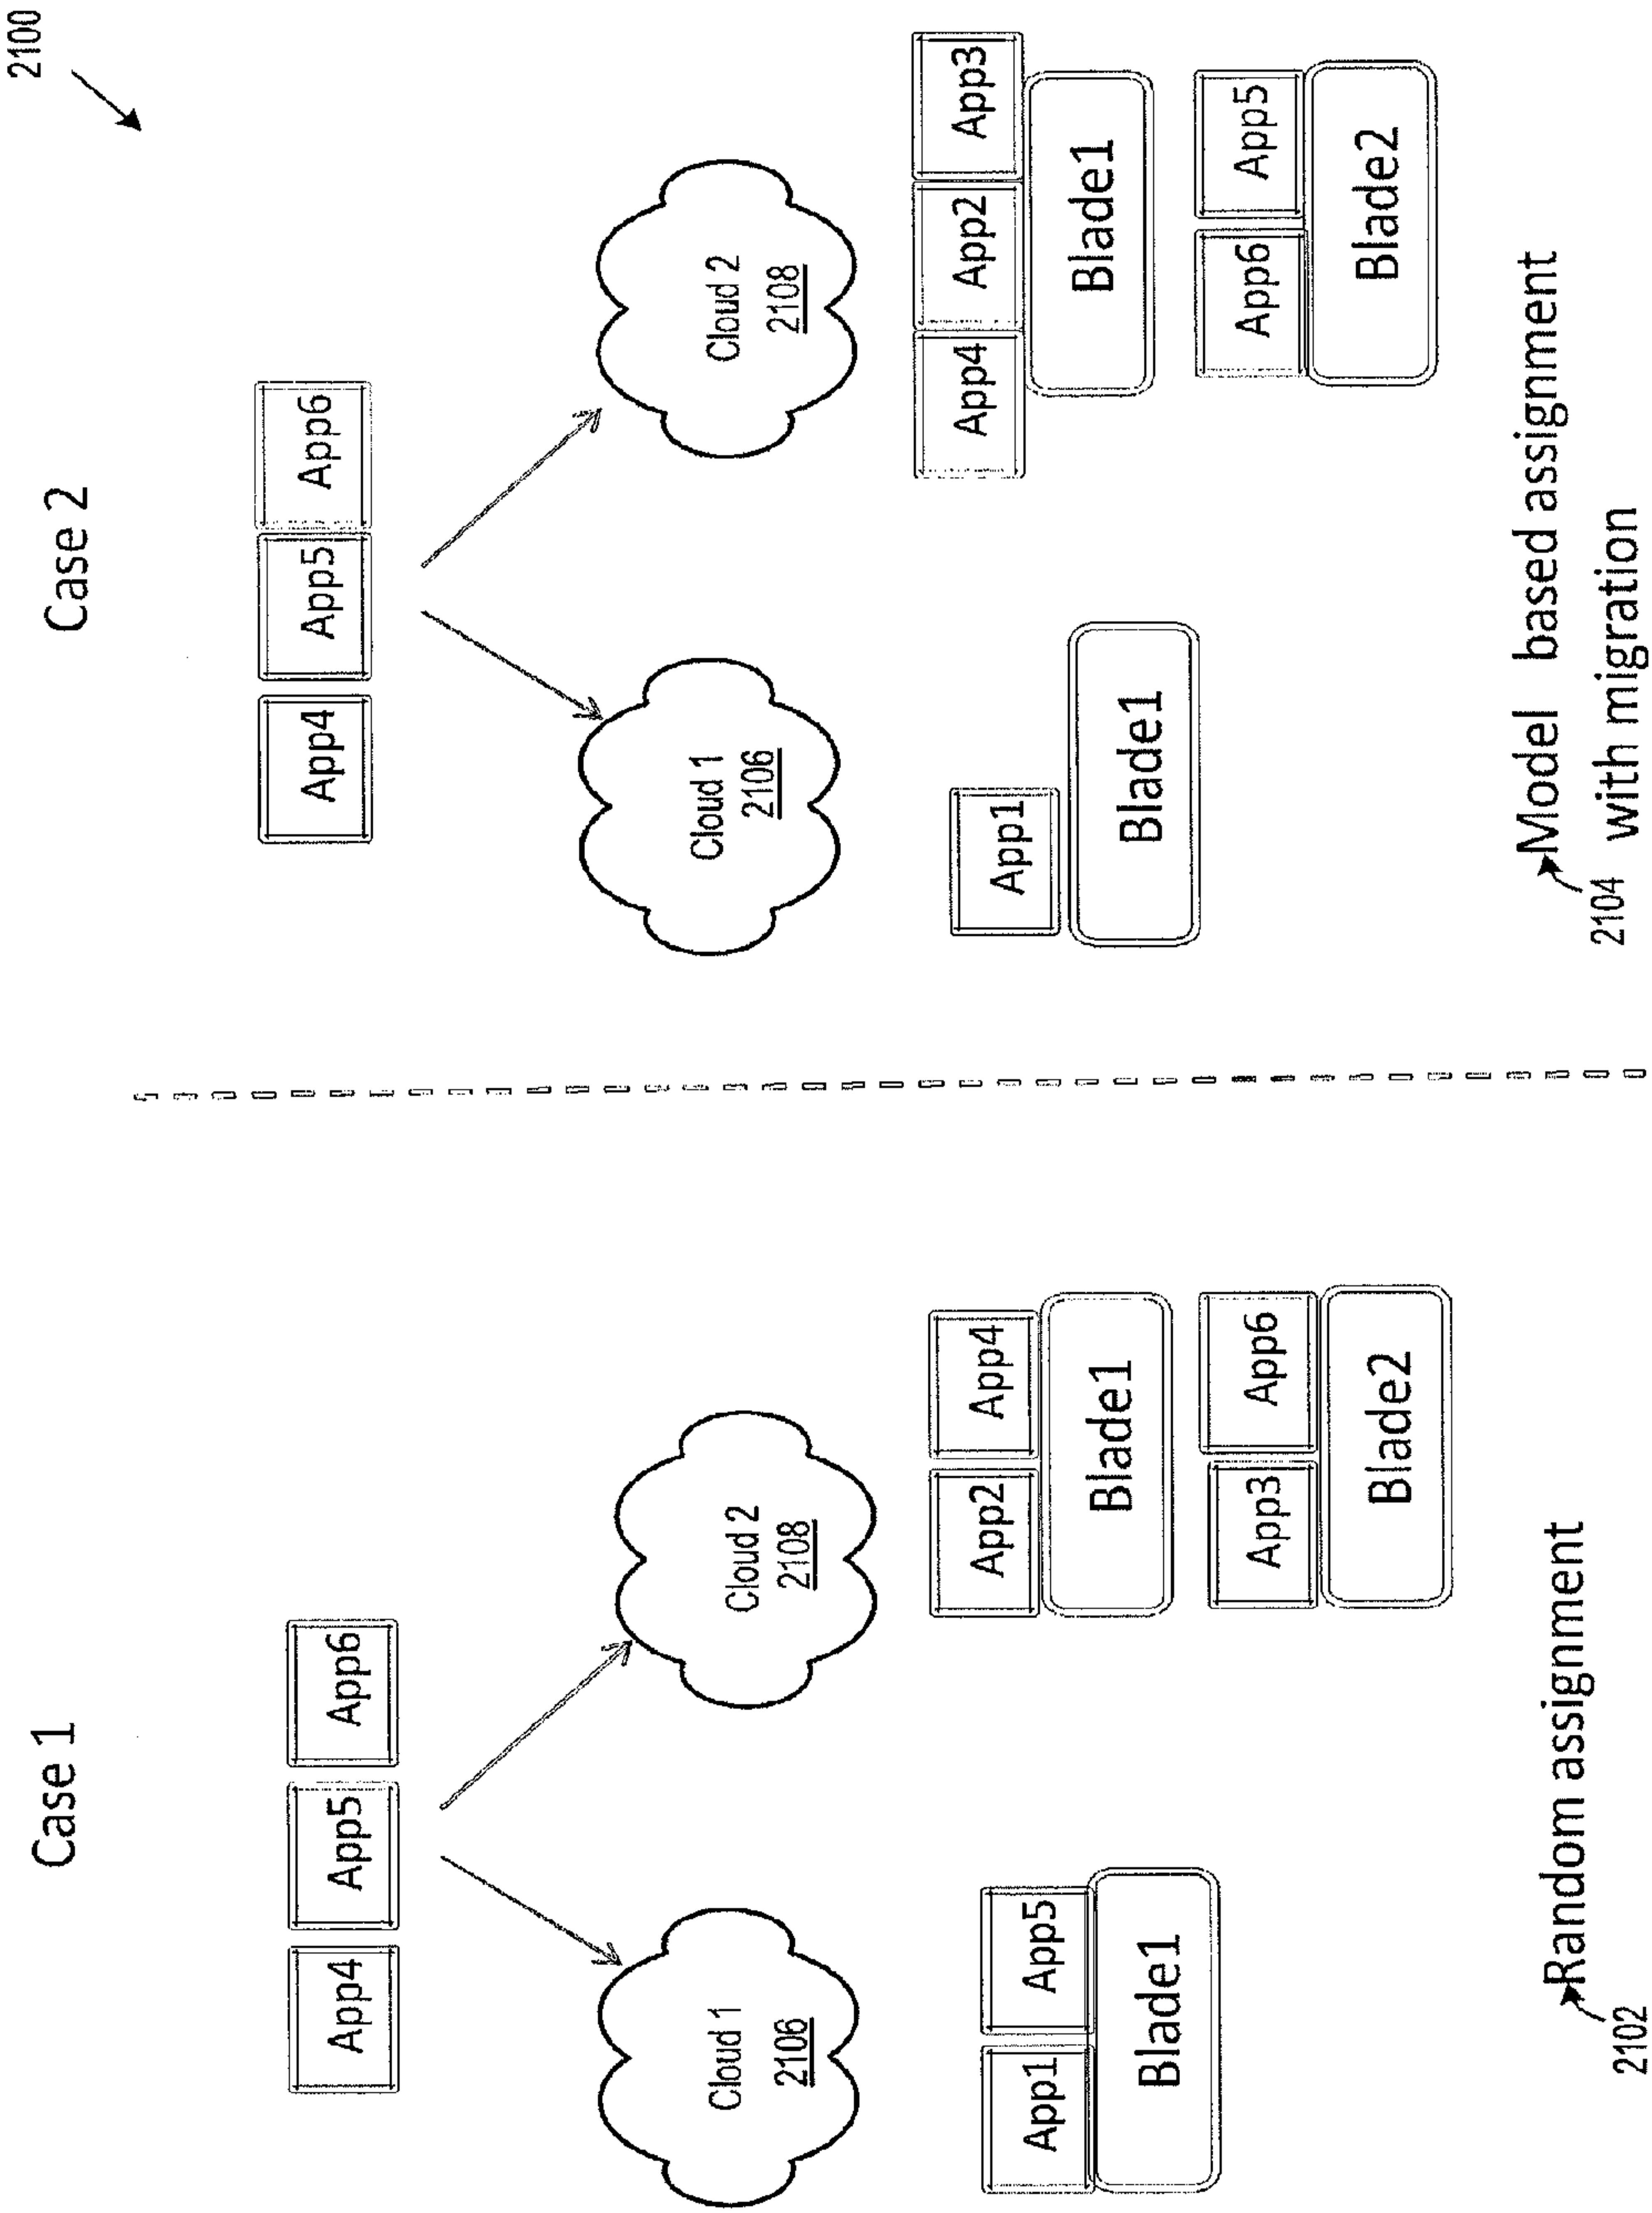 2100
Case 1
App4 App5 App6
Cloud 1
2106
Cloud 2
2108
App1 App5
Blade1
App2 App4
Blade1
App3 App6
Blade2
Random assignment
2102
Case 2
App4 App5 App6
Cloud 1
2106
Cloud 2
2108
App1
Blade1
App4 App2 App3
Blade1
App6 App5
Blade2
Model based assignment
2104 with migration